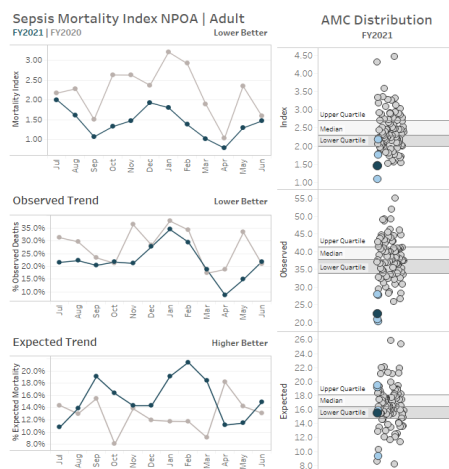 Sepsis Mortality Index NPOA | Adult
FY2021 | FY2020
Lower Better
Mortality Index
3.00
2.50
2.00
1.50
1.00
Jul
Aug
Sep
Oct
Nov
Dec
Jan
Feb
Mar
Apr
May
Jun
Observed Trend
Lower Better
% Observed Deaths
35.0%
30.0%
25.0%
20.0%
15.0%
10.0%
Jul
Aug
Sep
Oct
Nov
Dec
Jan
Feb
Mar
Apr
May
Jun
Expected Trend
Higher Better
% Expected Mortality
20.0%
18.0%
16.0%
14.0%
12.0%
10.0%
8.0%
Jul
Aug
Sep
Oct
Nov
Dec
Jan
Feb
Mar
Apr
May
Jun
AMC Distribution
FY2021
Index
4.50
4.00
3.50
3.00
2.50
2.00
1.50
1.00
Upper Quartile
Median
Lower Quartile
Observed
55.0
50.0
45.0
40.0
35.0
30.0
25.0
20.0
Upper Quartile
Median
Lower Quartile
Expected
26.0
24.0
22.0
20.0
18.0
16.0
14.0
12.0
10.0
8.0
Upper Quartile
Median
Lower Quartile